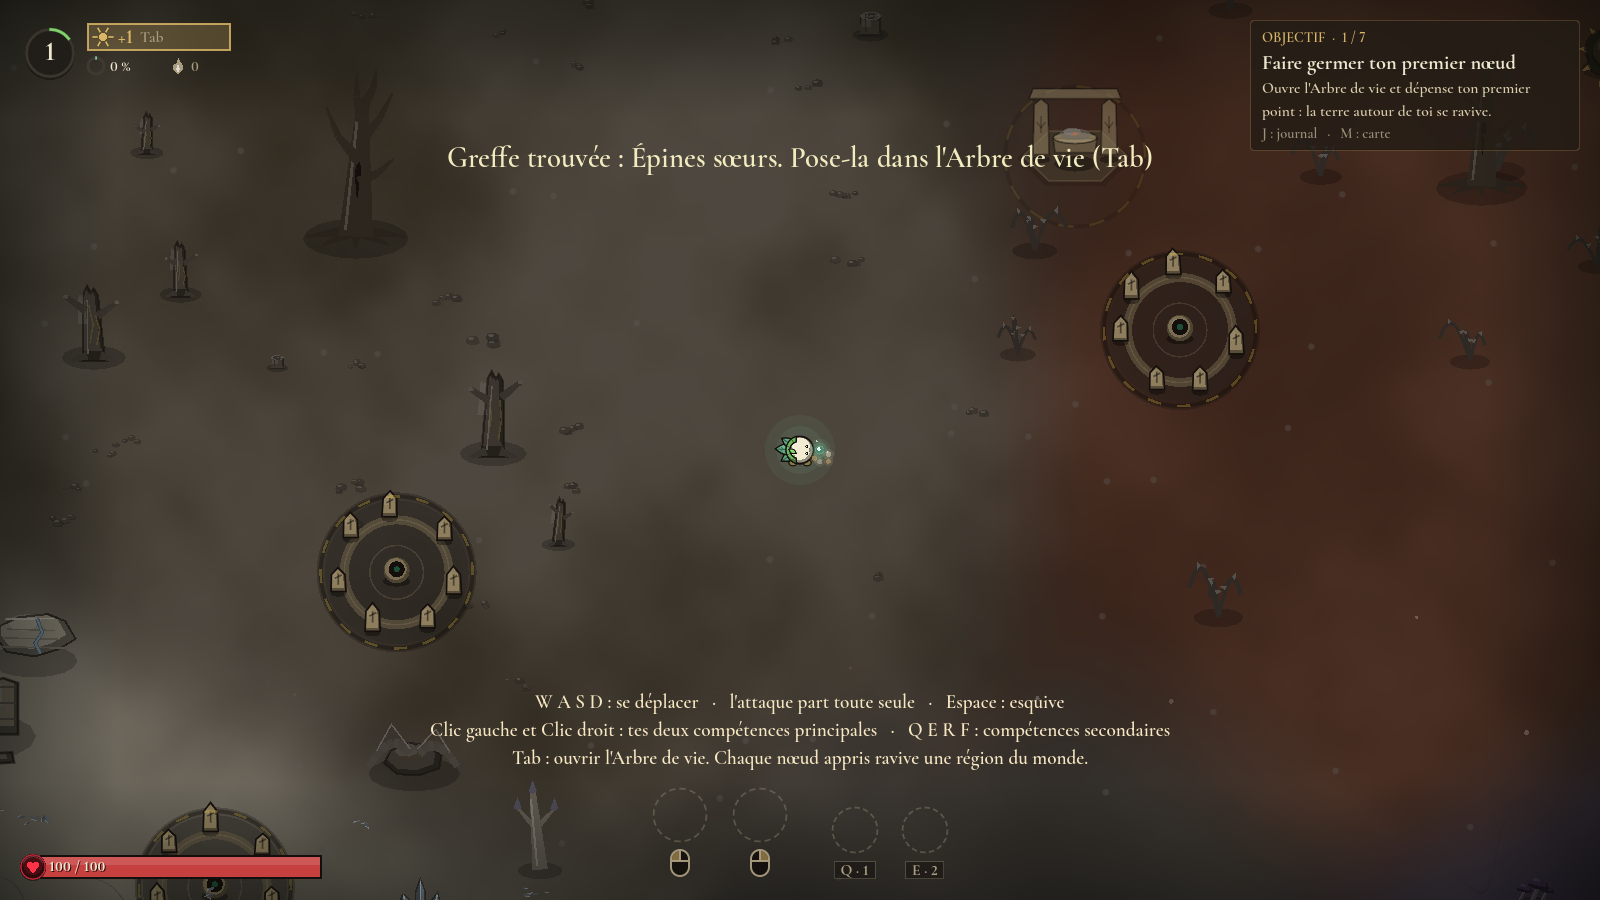 1
+1 Tab
0 %
0
OBJECTIF · 1 / 7
Faire germer ton premier nœud
Ouvre l'Arbre de vie et dépense ton premier
point : la terre autour de toi se ravive.
J : journal · M : carte
Greffe trouvée : Épines sœurs. Pose-la dans l'Arbre de vie (Tab)
W A S D : se déplacer · l'attaque part toute seule · Espace : esquive
Clic gauche et Clic droit : tes deux compétences principales · Q E R F : compétences secondaires
Tab : ouvrir l'Arbre de vie. Chaque nœud appris ravive une région du monde.
100 / 100
Q · 1
E · 2